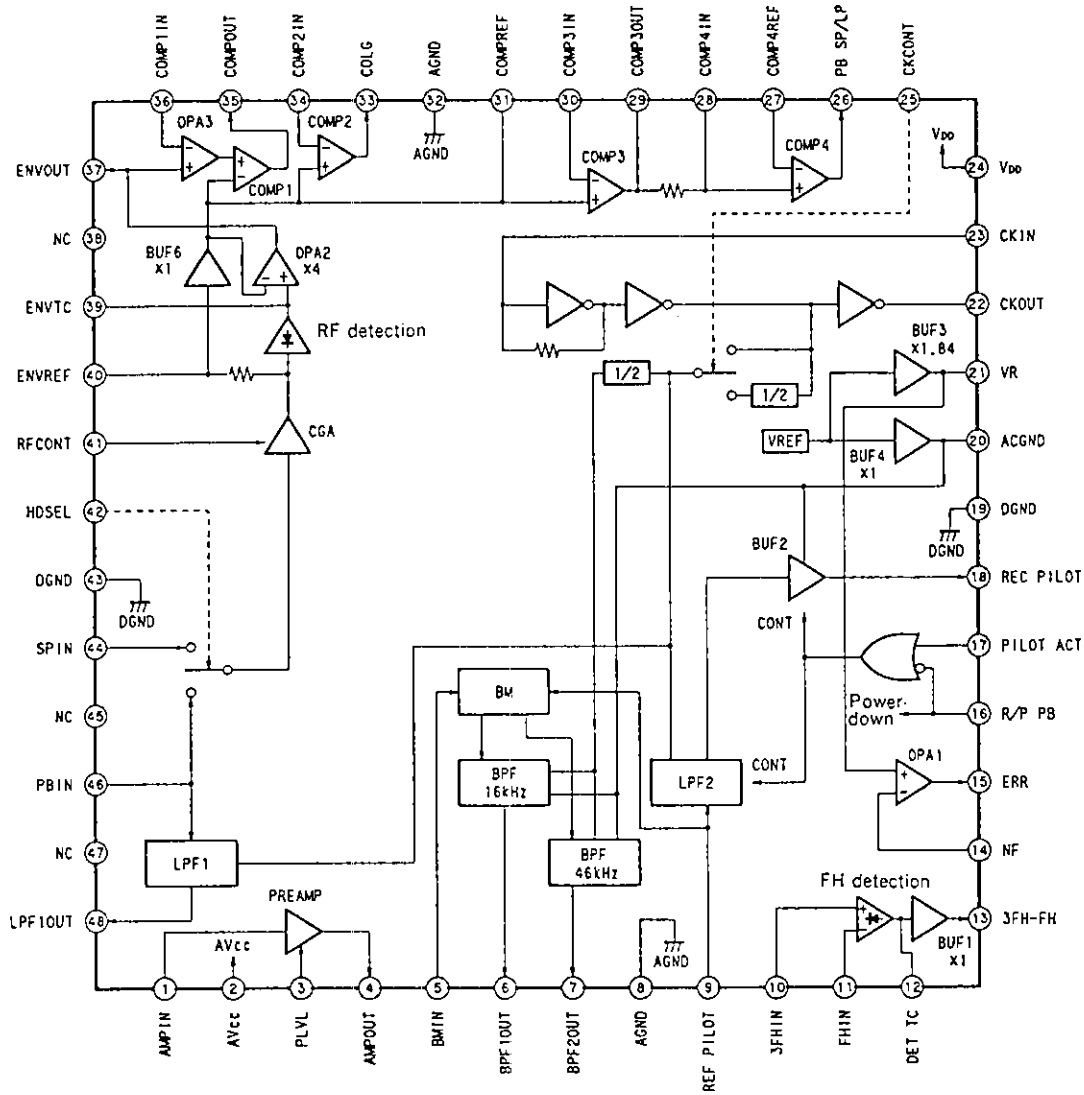 COMP1IN
COMPOUT
COMP2IN
COLG
AGND
COMPREF
COMP3IN
COMP3OUT
COMP4IN
COMP4REF
PB SP/LP
CKCONT
36
35
34
33
32
31
30
29
28
27
26
25
OPA3
COMP1
COMP2
AGND
COMP3
COMP4
VDD
24 VDD
ENVOUT 37
NC 38
BUF6
X1
OPA2
X4
23 CKIN
ENVTC 39
RF detection
22 CKOUT
BUF3
X1.84
ENVREF 40
1/2
1/2
21 VR
RFCONT 41
CGA
VREF
BUF4
X1
20 ACGND
HDSEL 42
19 DGND
DGND
BUF2
DGND 43
DGND
18 REC PILOT
CONT
SPIN 44
17 PILOT ACT
BM
NC 45
Power-
down
16 R/P PB
BPF
16kHz
LPF2
CONT
OPA1
PBIN 46
15 ERR
NC 47
LPF1
BPF
46kHz
14 NF
FH detection
PREAMP
LPF1OUT 48
AVcc
AGND
BUF1
X1
13 3FH-FH
1
2
3
4
5
6
7
8
9
10
11
12
AMPIN
AVcc
PLVL
AMPOUT
BMIN
BPF1OUT
BPF2OUT
AGND
REF PILOT
3FHIN
FHIN
DET TC